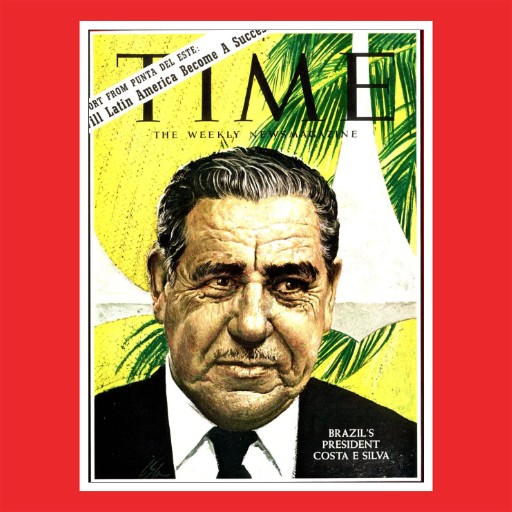 ORT FROM PUNTA DEL ESTE:
ill Latin America Become A Succe
TIME
THE WEEKLY NEWSMAGAZINE
BRAZIL'S
PRESIDENT
COSTA E SILVA